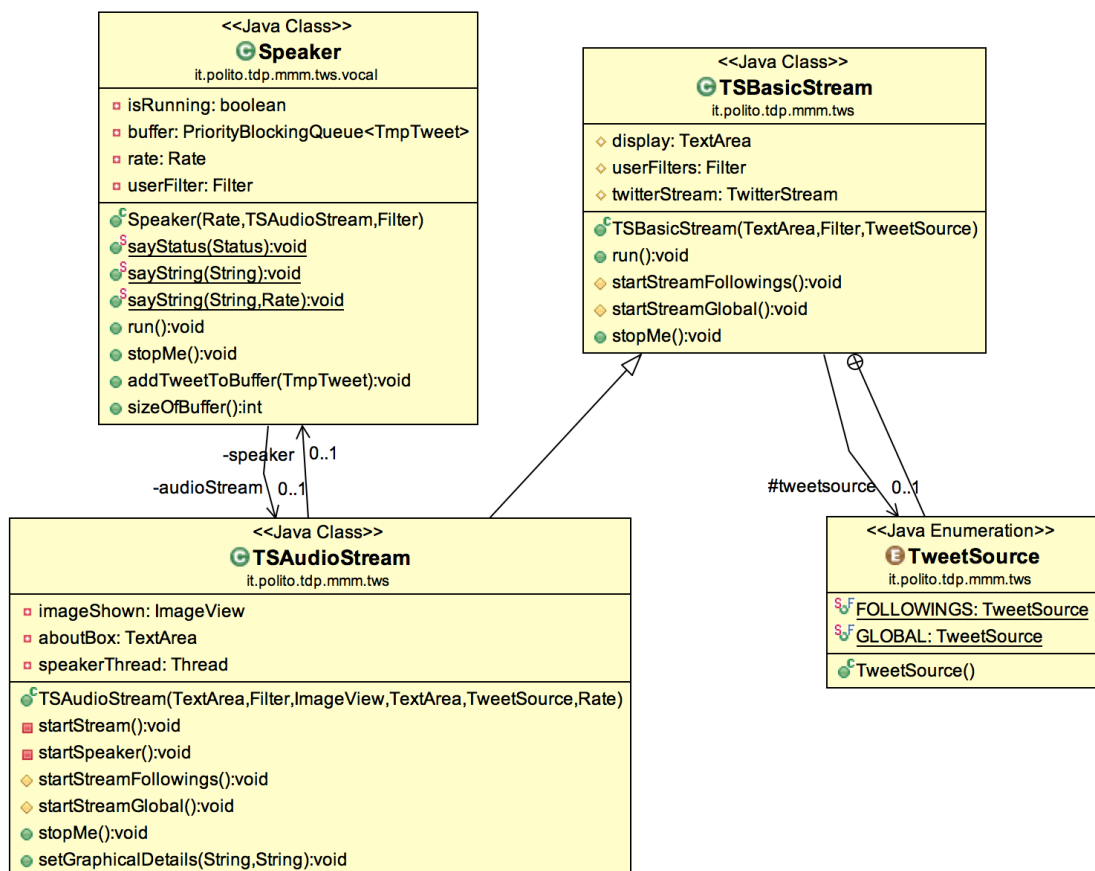 <<Java Class>>
Speaker
it.polito.tdp.mmm.tws.vocal
isRunning: boolean
buffer: PriorityBlockingQueue<TmpTweet>
rate: Rate
userFilter: Filter
Speaker(Rate,TSAudioStream,Filter)
sayStatus(Status):void
sayString(String):void
sayString(String,Rate):void
run():void
stopMe():void
addTweetToBuffer(TmpTweet):void
sizeOfBuffer():int
<<Java Class>>
TSBasicStream
it.polito.tdp.mmm.tws
display: TextArea
userFilters: Filter
twitterStream: TwitterStream
TSBasicStream(TextArea,Filter,TweetSource)
run():void
startStreamFollowings():void
startStreamGlobal():void
stopMe():void
-speaker 0..1
-audioStream 0..1
#tweetsource 0..1
<<Java Class>>
TSAudioStream
it.polito.tdp.mmm.tws
imageShown: ImageView
aboutBox: TextArea
speakerThread: Thread
TSAudioStream(TextArea,Filter,ImageView,TextArea,TweetSource,Rate)
startStream():void
startSpeaker():void
startStreamFollowings():void
startStreamGlobal():void
stopMe():void
setGraphicalDetails(String,String):void
<<Java Enumeration>>
TweetSource
it.polito.tdp.mmm.tws
FOLLOWINGS: TweetSource
GLOBAL: TweetSource
TweetSource()